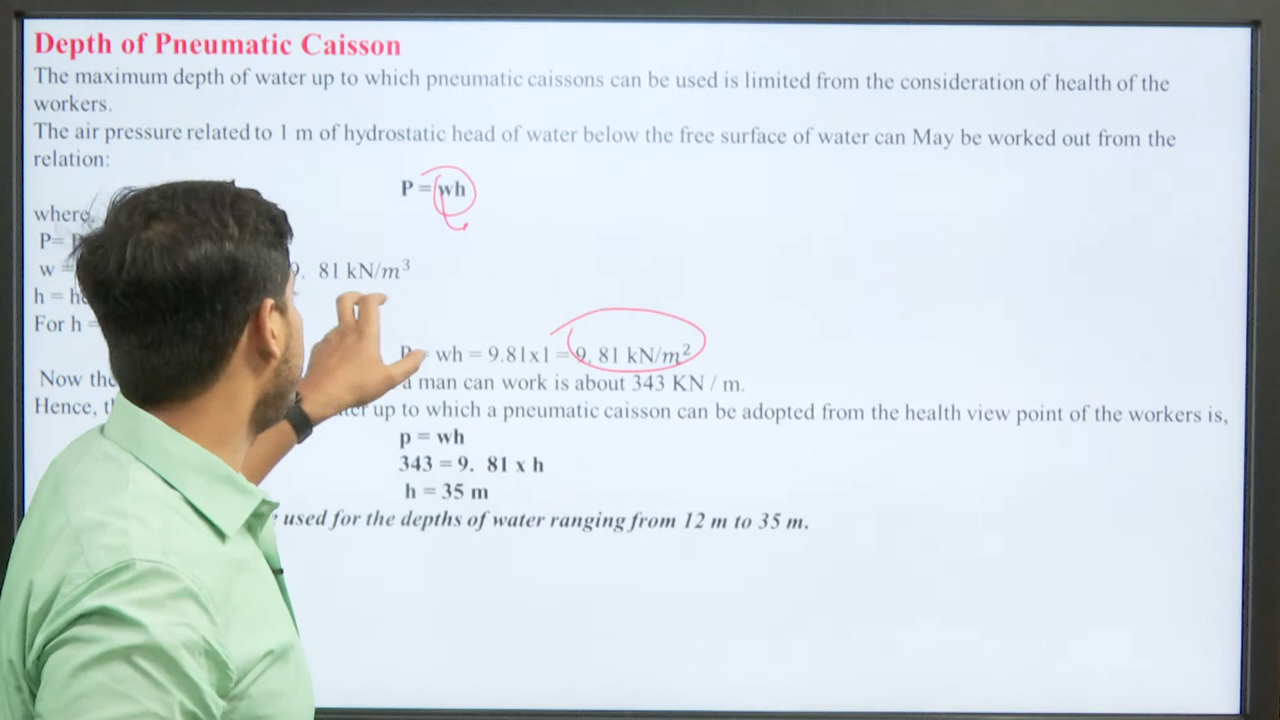 Depth of Pneumatic Caisson
The maximum depth of water up to which pneumatic caissons can be used is limited from the consideration of health of the
workers.
The air pressure related to 1 m of hydrostatic head of water below the free surface of water can May be worked out from the
relation:
P = wh
where,
P=
w = 9. 81 kN/m³
h =
For h =
P = wh = 9.81x1 = 9. 81 kN/m²
Now the a man can work is about 343 KN / m.
Hence, up to which a pneumatic caisson can be adopted from the health view point of the workers is,
p = wh
343 = 9. 81 x h
h = 35 m
used for the depths of water ranging from 12 m to 35 m.